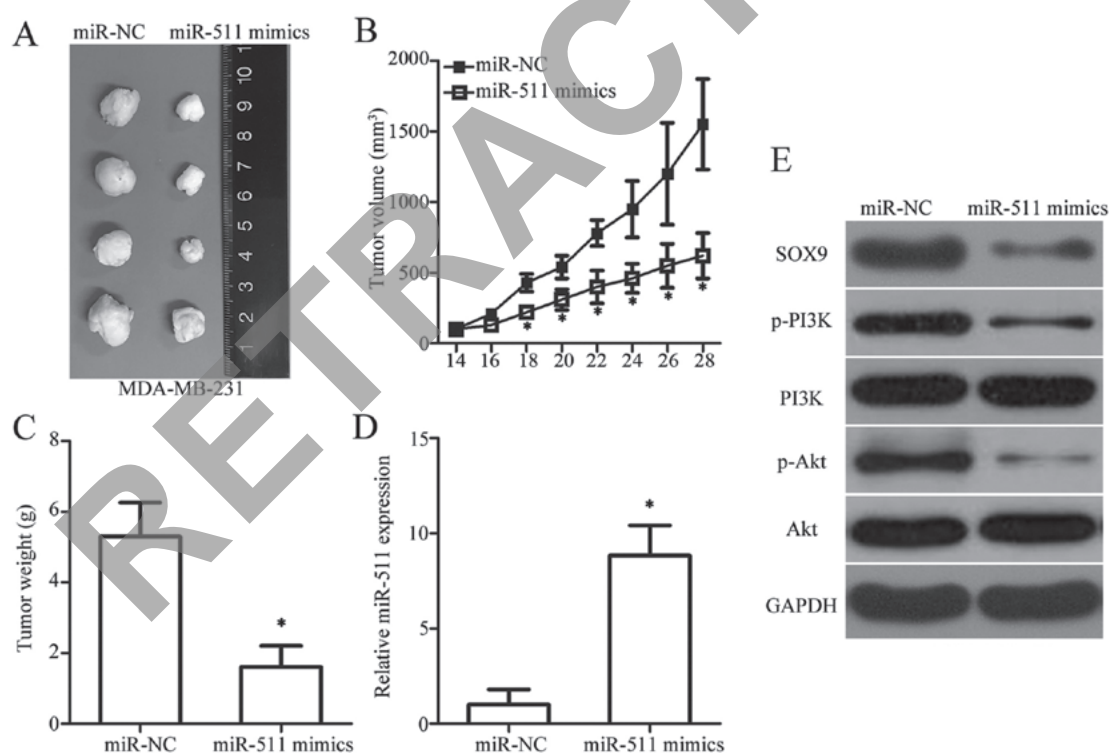 A
miR-NC miR-511 mimics
1 2 3 4 5 6 7 8 9 10 1
MDA-MB-231
B
miR-NC
miR-511 mimics
Tumor volume (mm³)
2000
1500
1000
500
0
14 16 18 20 22 24 26 28
* * * * * *
C
Tumor weight (g)
8
6
4
2
0
*
miR-NC miR-511 mimics
D
Relative miR-511 expression
15
10
5
0
*
miR-NC miR-511 mimics
E
miR-NC miR-511 mimics
SOX9
p-PI3K
PI3K
p-Akt
Akt
GAPDH
RETRACT